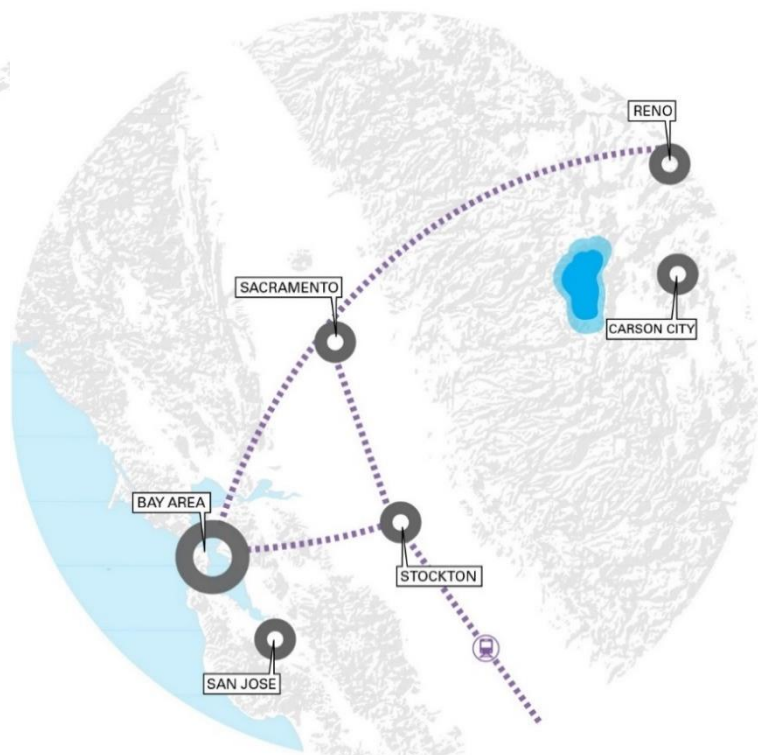 RENO
SACRAMENTO
CARSON CITY
BAY AREA
STOCKTON
SAN JOSE